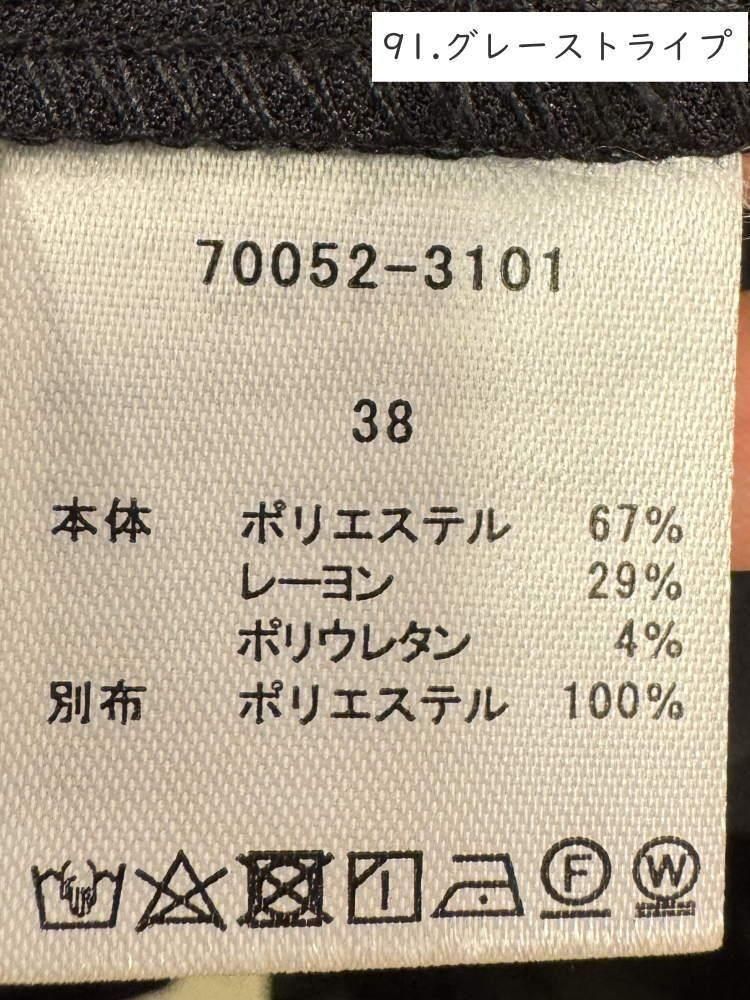 91.グレーストライプ
70052-3101
38
本体 ポリエステル 67%
レーヨン 29%
ポリウレタン 4%
別布 ポリエステル 100%
F W